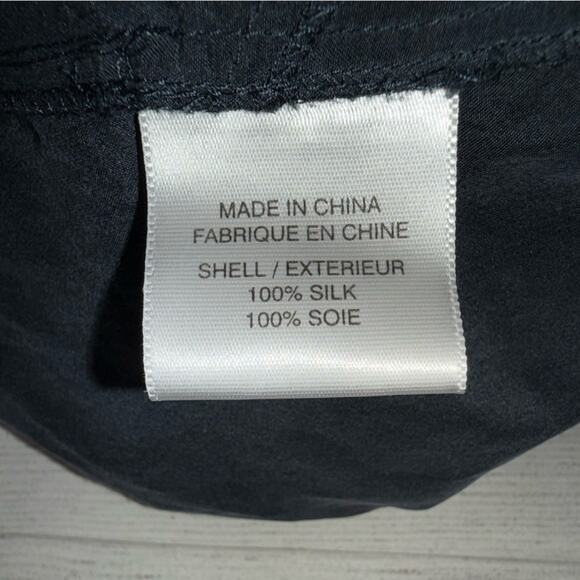 MADE IN CHINA
FABRIQUE EN CHINE
SHELL / EXTERIEUR
100% SILK
100% SOIE